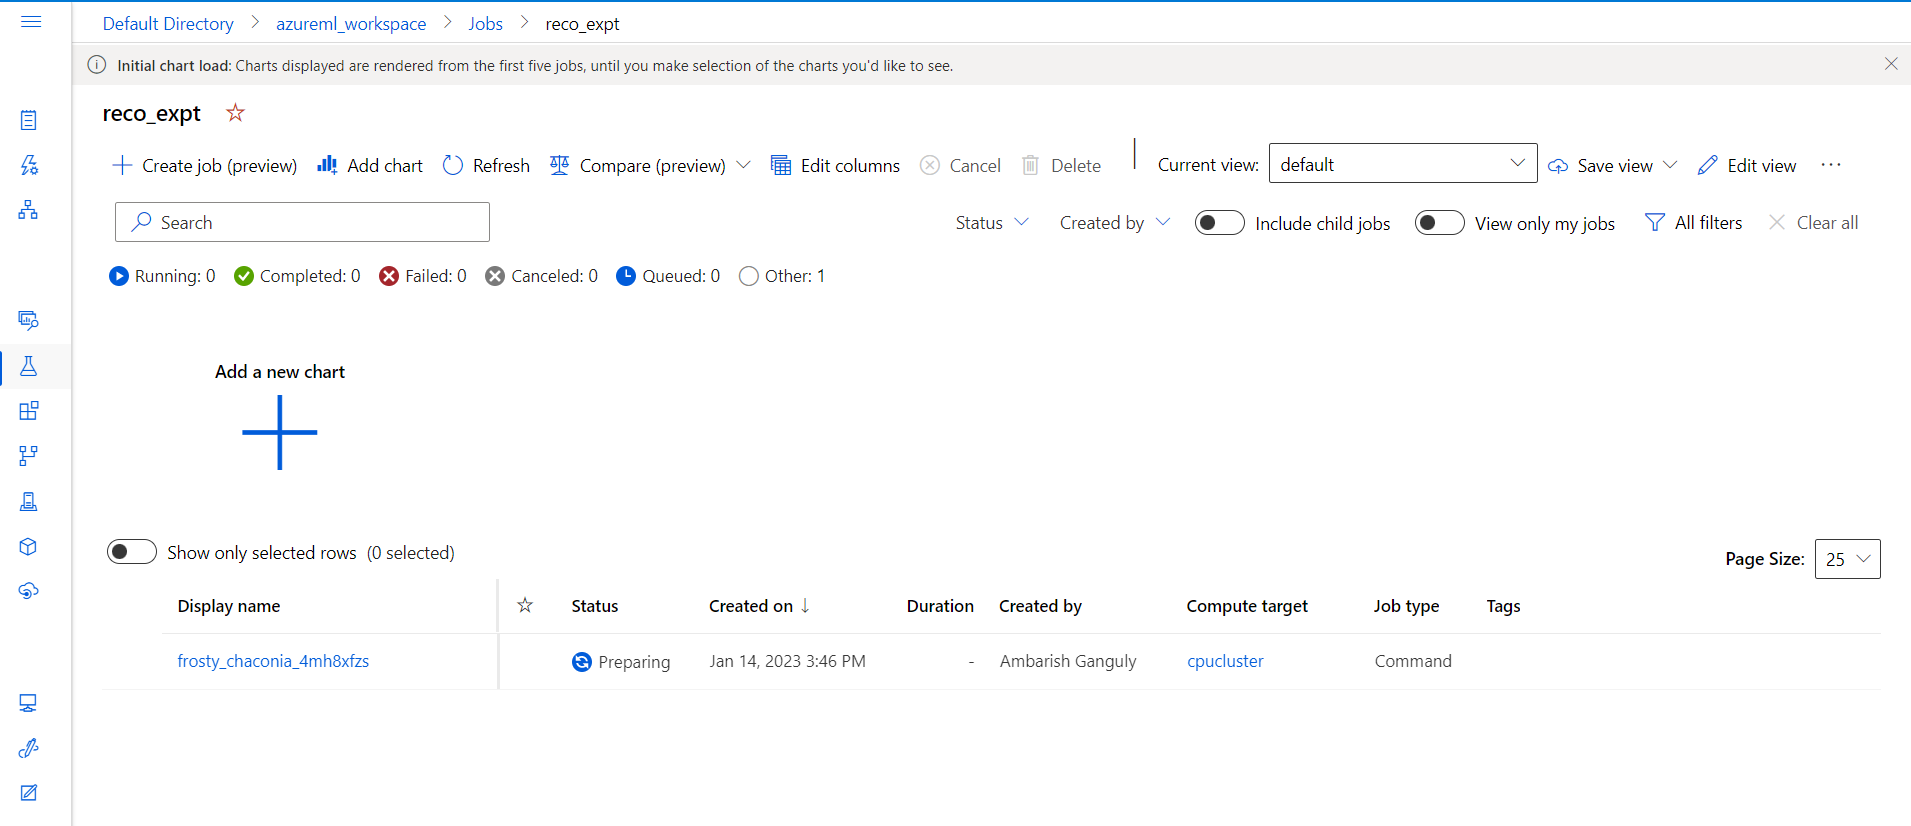 Default Directory > azureml_workspace > Jobs > reco_expt
Initial chart load: Charts displayed are rendered from the first five jobs, until you make selection of the charts you'd like to see.
reco_expt
Create job (preview) Add chart Refresh Compare (preview) Edit columns Cancel Delete Current view: default Save view Edit view ...
Search Status Created by Include child jobs View only my jobs All filters Clear all
Running: 0 Completed: 0 Failed: 0 Canceled: 0 Queued: 0 Other: 1
Add a new chart
Show only selected rows (0 selected) Page Size: 25
Display name Status Created on ↓ Duration Created by Compute target Job type Tags
frosty_chaconia_4mh8xfzs Preparing Jan 14, 2023 3:46 PM - Ambarish Ganguly cpucluster Command